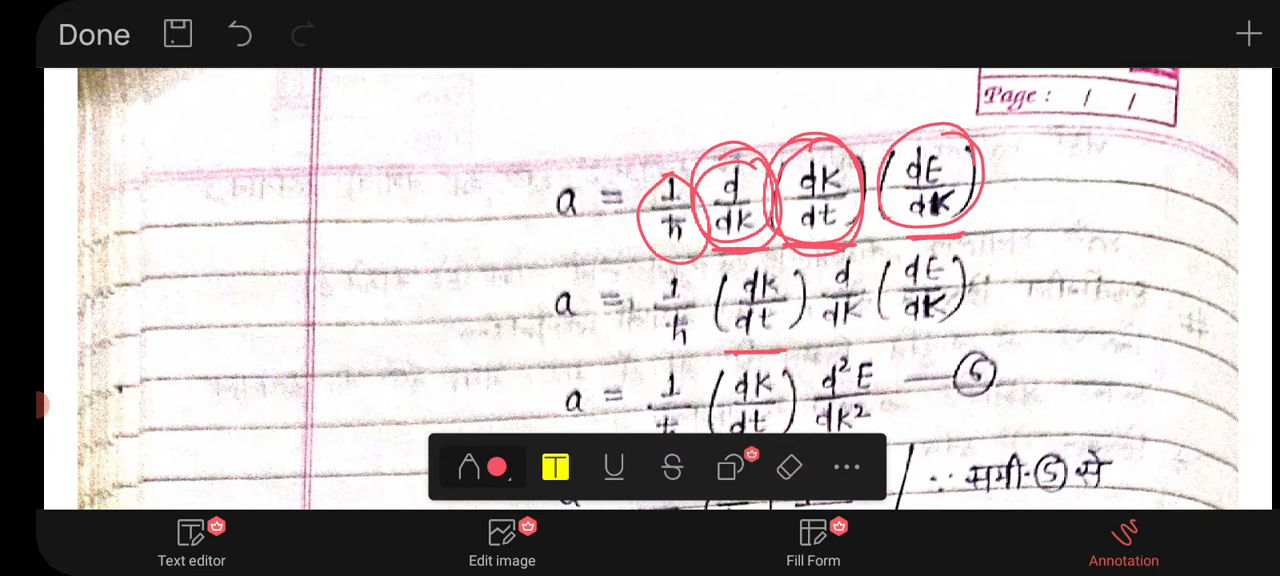 Done
Page : / /
a = 1/ħ d/dk (dk/dt) (dE/dk)
a = 1/ħ (dk/dt) d/dk (dE/dk)
a = 1/ħ (dk/dt) d²E/dk² — ⑥
∴ समी. ⑤ से
Text editor
Edit image
Fill Form
Annotation